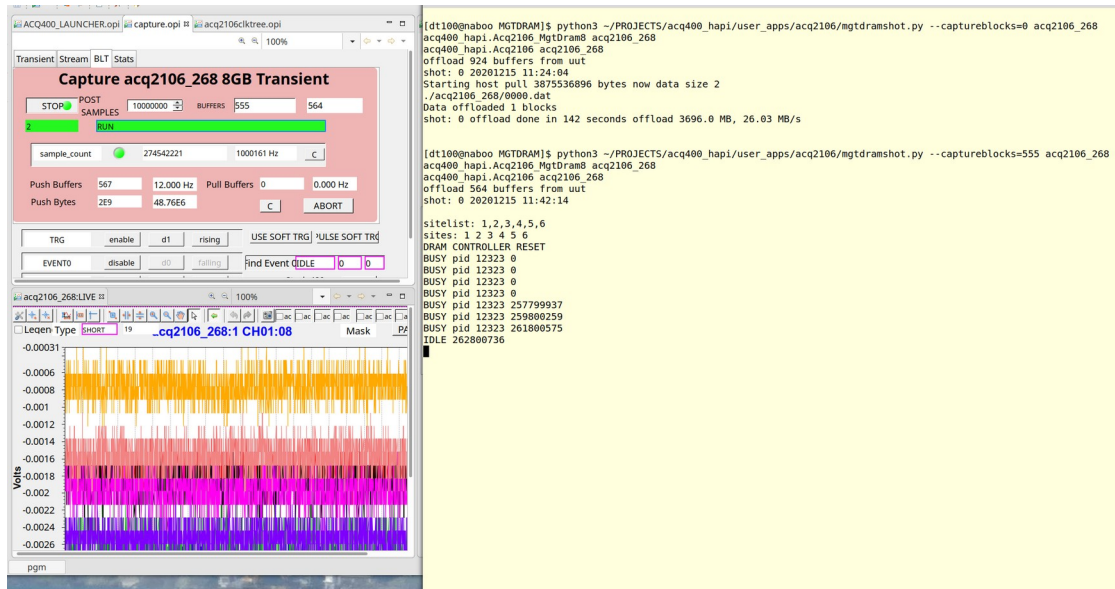 ACQ400_LAUNCHER.opi capture.opi acq2106clktree.opi
100%
Transient Stream BLT Stats
Capture acq2106_268 8GB Transient
STOP POST SAMPLES 10000000 BUFFERS 555 564
2 RUN
sample_count 274542221 1000161 Hz C
Push Buffers 567 12.000 Hz Pull Buffers 0 0.000 Hz
Push Bytes 2E9 48.76E6 C ABORT
TRG enable d1 rising USE SOFT TRG PULSE SOFT TRG
EVENT0 disable d0 falling Find Event 0 IDLE 0 0
acq2106_268:LIVE 100%
ac ac ac ac ac ac
Legen Type SHORT 19 _cq2106_268:1 CH01:08 Mask PA
-0.00031
-0.0006
-0.0008
-0.001
-0.0012
-0.0014
-0.0016
-0.0018
-0.002
-0.0022
-0.0024
-0.0026
Volts
pgm
[dt100@naboo MGTDRAM]$ python3 ~/PROJECTS/acq400_hapi/user_apps/acq2106/mgtdramshot.py --captureblocks=0 acq2106_268
acq400_hapi.Acq2106_MgtDram8 acq2106_268
acq400_hapi.Acq2106 acq2106_268
offload 924 buffers from uut
shot: 0 20201215 11:24:04
Starting host pull 3875536896 bytes now data size 2
./acq2106_268/0000.dat
Data offloaded 1 blocks
shot: 0 offload done in 142 seconds offload 3696.0 MB, 26.03 MB/s
[dt100@naboo MGTDRAM]$ python3 ~/PROJECTS/acq400_hapi/user_apps/acq2106/mgtdramshot.py --captureblocks=555 acq2106_268
acq400_hapi.Acq2106_MgtDram8 acq2106_268
acq400_hapi.Acq2106 acq2106_268
offload 564 buffers from uut
shot: 0 20201215 11:42:14
sitelist: 1,2,3,4,5,6
sites: 1 2 3 4 5 6
DRAM CONTROLLER RESET
BUSY pid 12323 0
BUSY pid 12323 0
BUSY pid 12323 0
BUSY pid 12323 0
BUSY pid 12323 257799937
BUSY pid 12323 259800259
BUSY pid 12323 261800575
IDLE 262800736